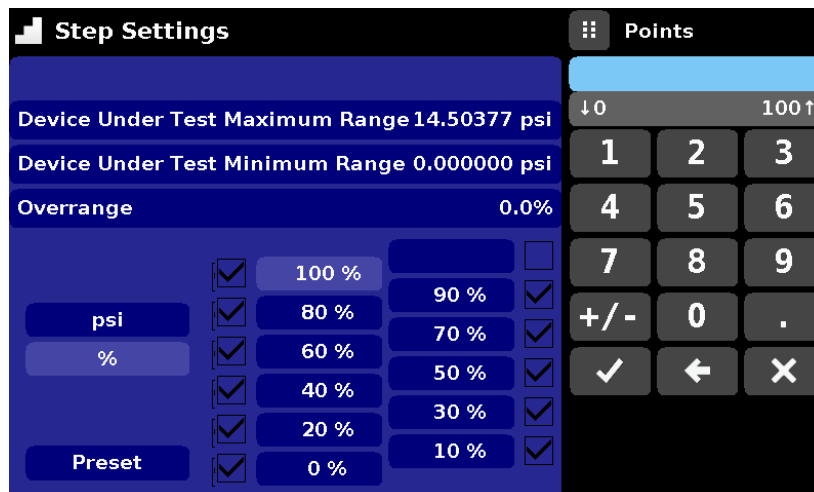 Step Settings
Points
Device Under Test Maximum Range 14.50377 psi
Device Under Test Minimum Range 0.000000 psi
Overrange 0.0%
↓0 100↑
psi
%
Preset
100 %
80 %
60 %
40 %
20 %
0 %
90 %
70 %
50 %
30 %
10 %
1 2 3
4 5 6
7 8 9
+/- 0 .